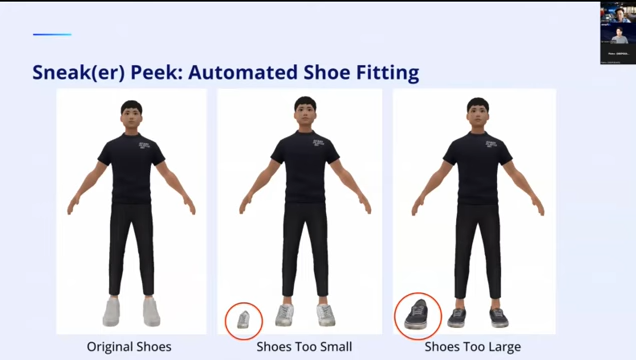 Sneak(er) Peek: Automated Shoe Fitting
Original Shoes
Shoes Too Small
Shoes Too Large